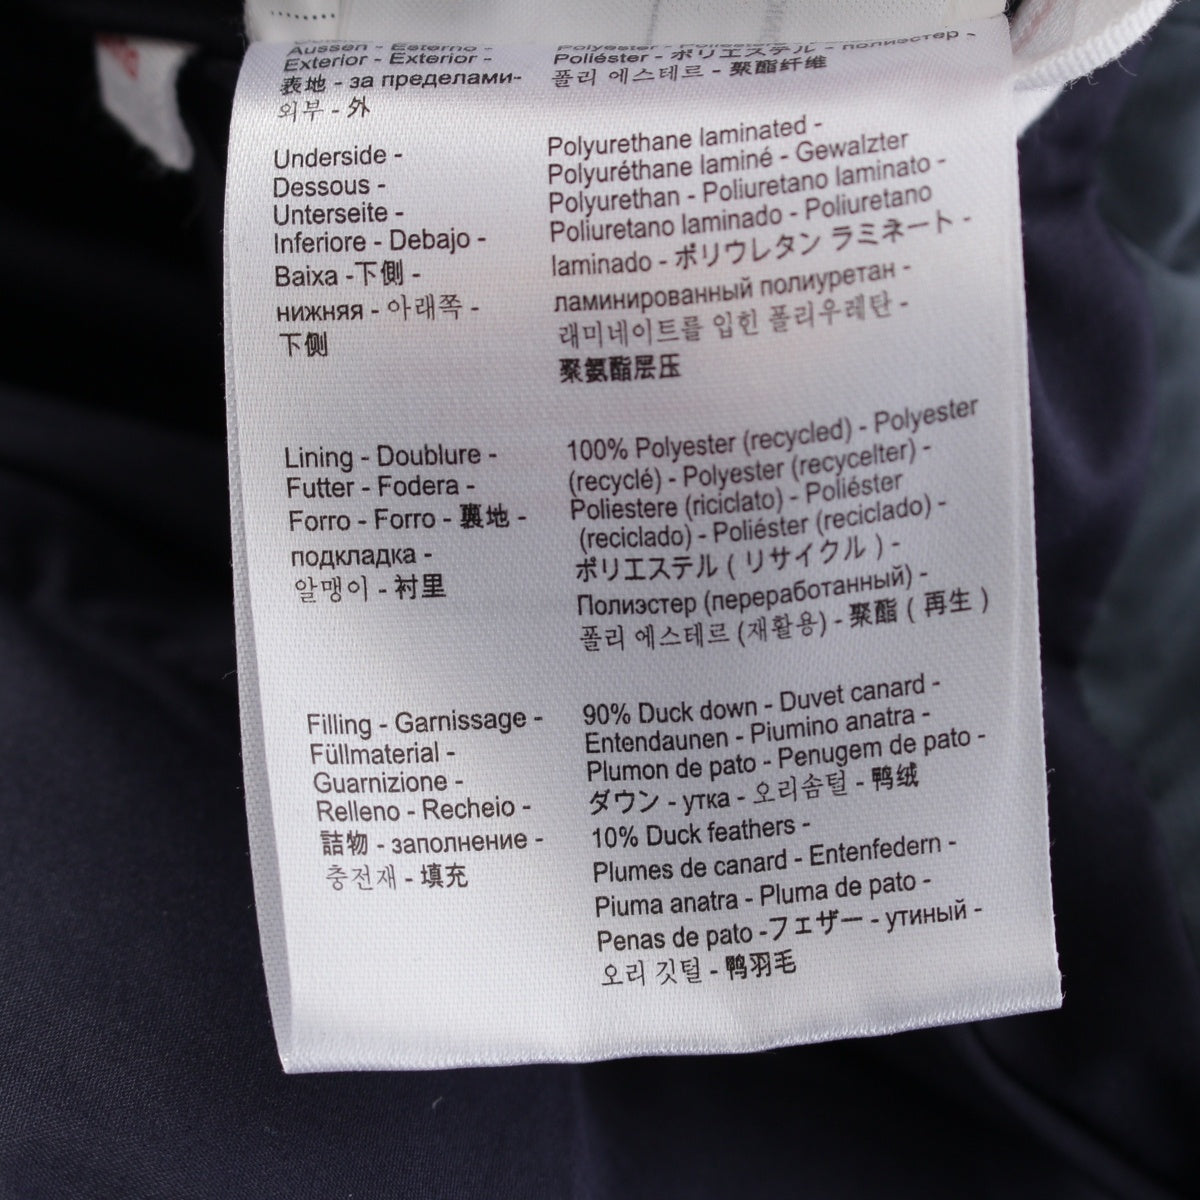 Aussen - Esterno -
Exterior - Exterior -
表地 - за пределами-
외부 - 外
Polyester - 
Poliéster - ポリエステル - полиэстер -
폴리 에스테르 - 聚酯纤维
Underside -
Dessous -
Unterseite -
Inferiore - Debajo -
Baixa -下側 -
нижняя - 아래쪽 -
下侧
Polyurethane laminated -
Polyuréthane laminé - Gewalzter
Polyurethan - Poliuretano laminato -
Poliuretano laminado - Poliuretano
laminado - ポリウレタン ラミネート -
ламинированный полиуретан -
래미네이트를 입힌 폴리우레탄 -
聚氨酯层压
Lining - Doublure -
Futter - Fodera -
Forro - Forro - 裏地 -
подкладка -
알맹이 - 衬里
100% Polyester (recycled) - Polyester
(recyclé) - Polyester (recycelter) -
Poliestere (riciclato) - Poliéster
(reciclado) - Poliéster (reciclado) -
ポリエステル ( リサイクル ) -
Полиэстер (переработанный) -
폴리 에스테르 (재활용) - 聚酯 ( 再生 )
Filling - Garnissage -
Füllmaterial -
Guarnizione -
Relleno - Recheio -
詰物 - заполнение -
충전재 - 填充
90% Duck down - Duvet canard -
Entendaunen - Piumino anatra -
Plumon de pato - Penugem de pato -
ダウン - утка - 오리솜털 - 鸭绒
10% Duck feathers -
Plumes de canard - Entenfedern -
Piuma anatra - Pluma de pato -
Penas de pato -フェザー - утиный -
오리 깃털 - 鸭羽毛